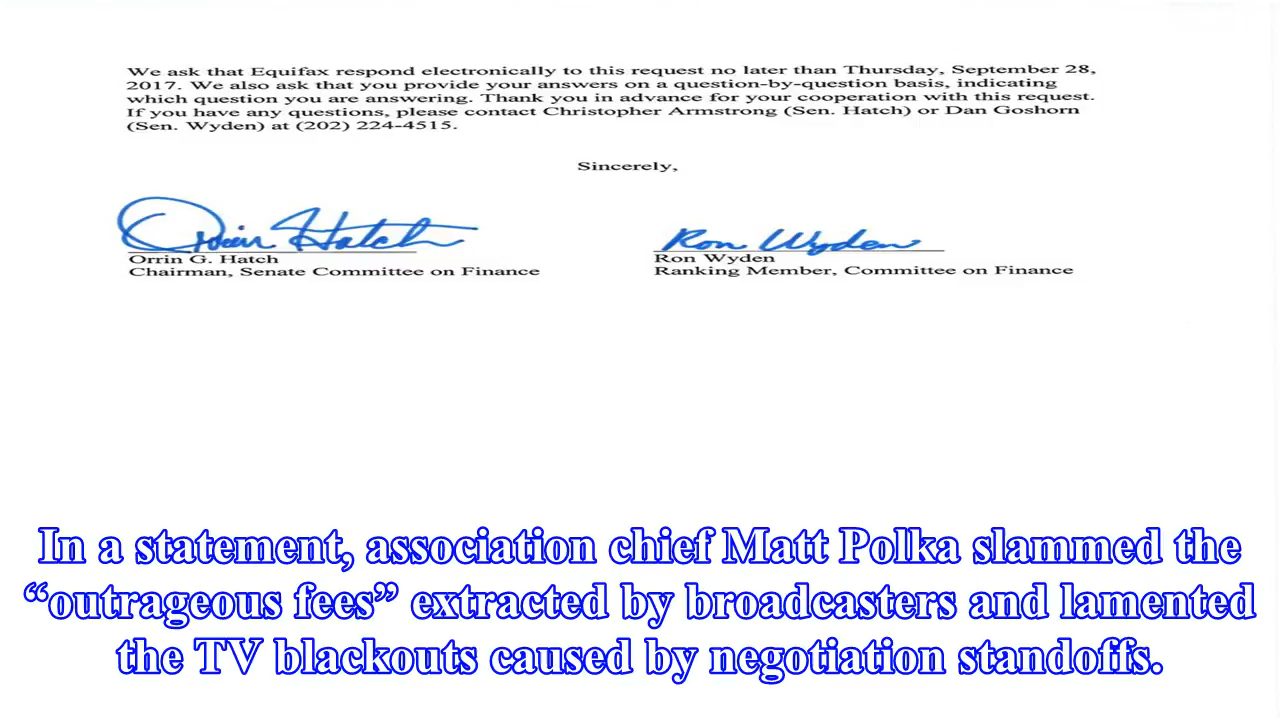 We ask that Equifax respond electronically to this request no later than Thursday, September 28,
2017. We also ask that you provide your answers on a question-by-question basis, indicating
which question you are answering. Thank you in advance for your cooperation with this request.
If you have any questions, please contact Christopher Armstrong (Sen. Hatch) or Dan Goshorn
(Sen. Wyden) at (202) 224-4515.
Sincerely,
Orrin Hatch
Ron Wyden
Orrin G. Hatch
Chairman, Senate Committee on Finance
Ron Wyden
Ranking Member, Committee on Finance
In a statement, association chief Matt Polka slammed the
“outrageous fees” extracted by broadcasters and lamented
the TV blackouts caused by negotiation standoffs.